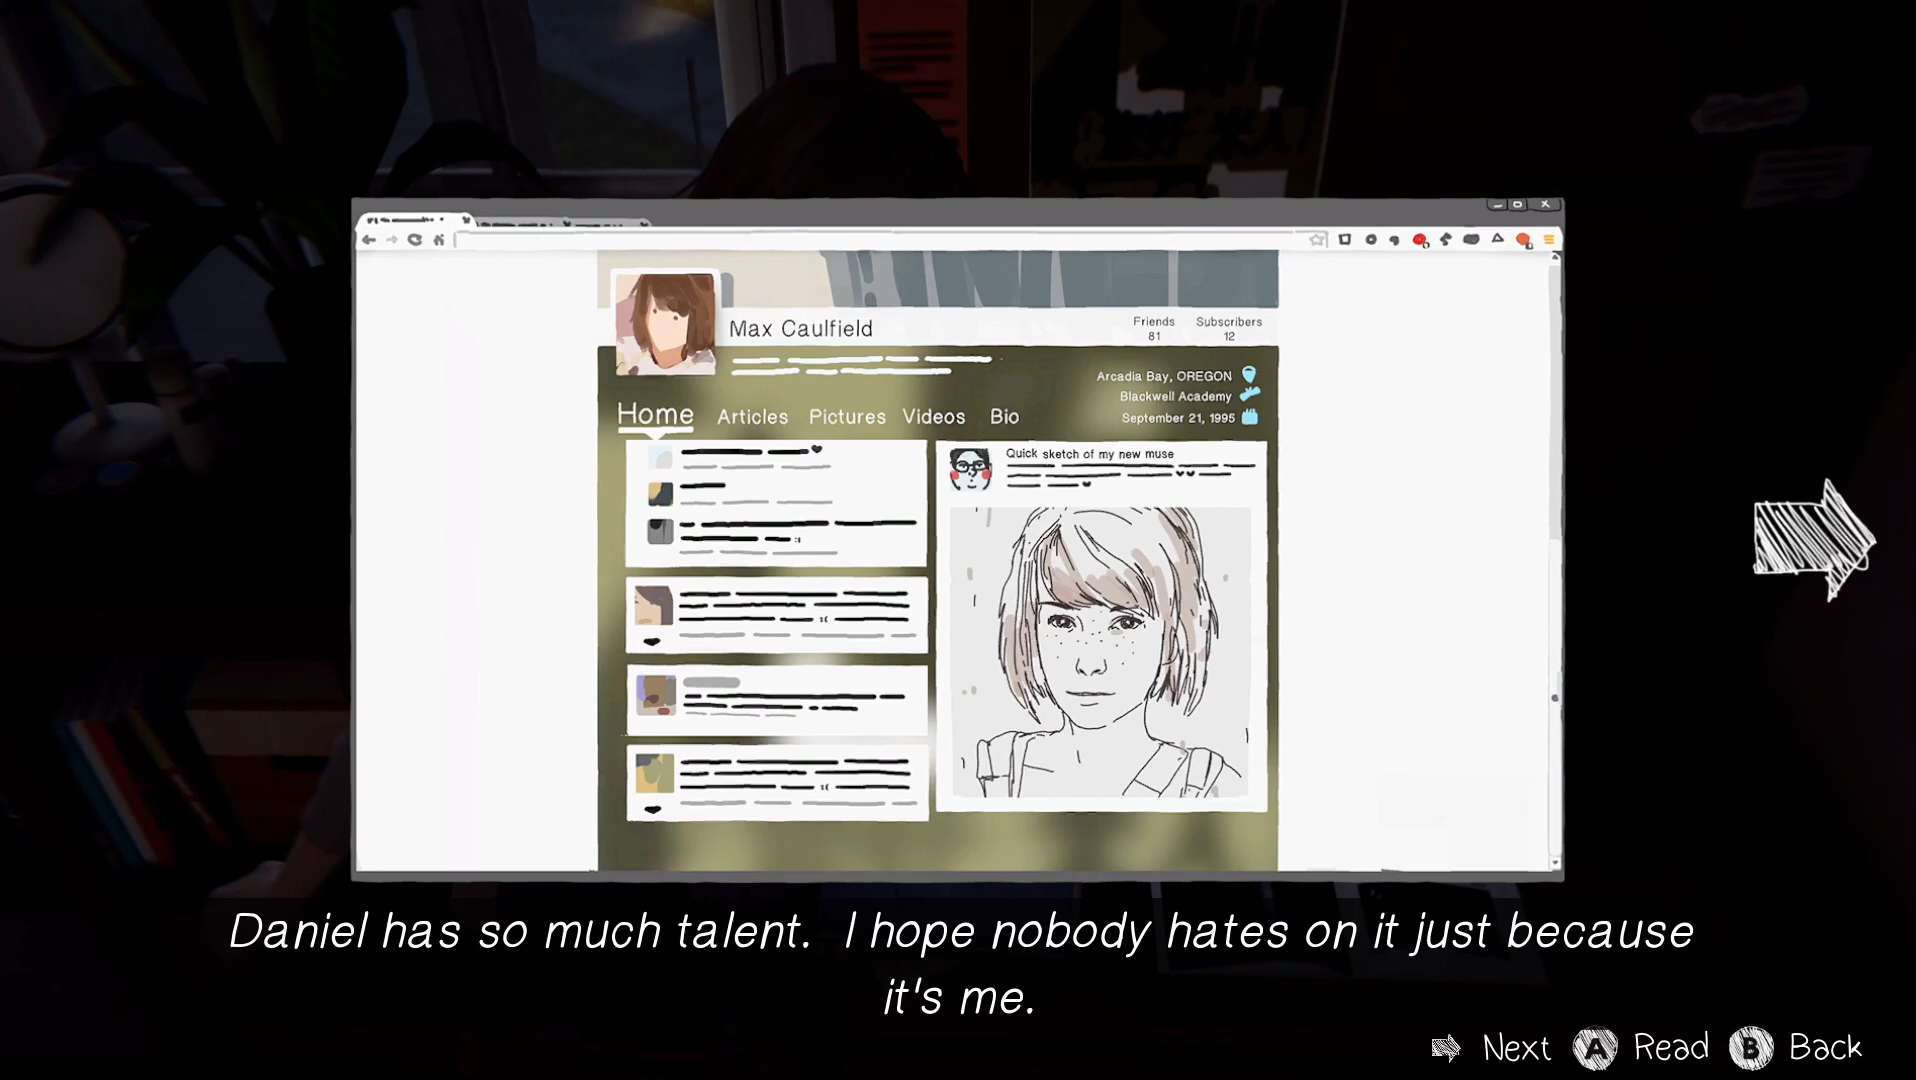 Max Caulfield
Friends
81
Subscribers
12
Arcadia Bay, OREGON
Blackwell Academy
September 21, 1995
Home Articles Pictures Videos Bio
Quick sketch of my new muse
Daniel has so much talent. I hope nobody hates on it just because
it's me.
Next A Read B Back